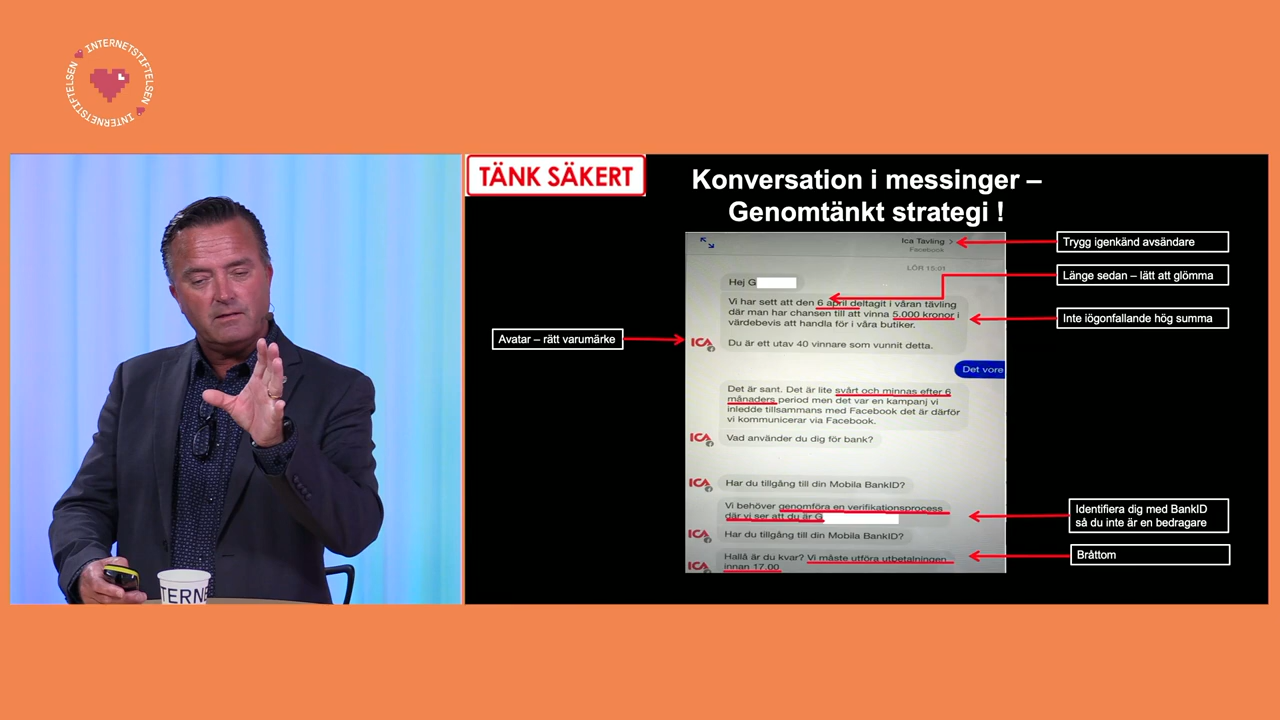 INTERNETSTIFTELSEN
INTERNETSTIFTELSEN
TERNE
TÄNK SÄKERT
Konversation i messinger –
Genomtänkt strategi !
Ica Tavling
Facebook
LÖR 15:01
Hej G
Vi har sett att den 6 april deltagit i våran tävling
där man har chansen till att vinna 5.000 kronor i
värdebevis att handla för i våra butiker.
ICA
Du är ett utav 40 vinnare som vunnit detta.
Det vore
Det är sant. Det är lite svårt och minnas efter 6
månaders period men det var en kampanj vi
inledde tillsammans med Facebook det är därför
vi kommunicerar via Facebook.
ICA
Vad använder du dig för bank?
ICA
Har du tillgång till din Mobila BankID?
Vi behöver genomföra en verifikationsprocess
där vi ser att du är G
ICA
Har du tillgång till din Mobila BankID?
ICA
Hallå är du kvar? Vi måste utföra utbetalningen
innan 17.00
Avatar – rätt varumärke
Trygg igenkänd avsändare
Länge sedan – lätt att glömma
Inte iögonfallande hög summa
Identifiera dig med BankID
så du inte är en bedragare
Bråttom